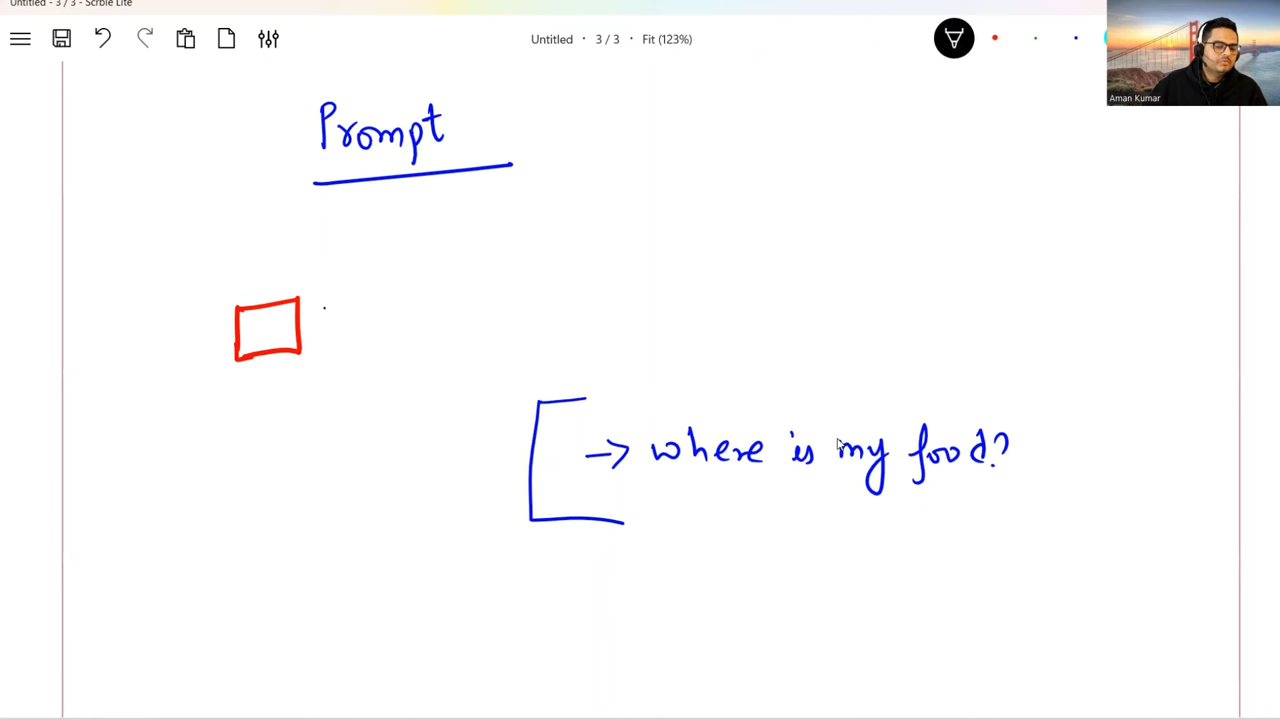 Untitled - 3 / 3 - Scrble Lite
Untitled • 3 / 3 • Fit (123%)
Aman Kumar
Prompt
→ where is my food?